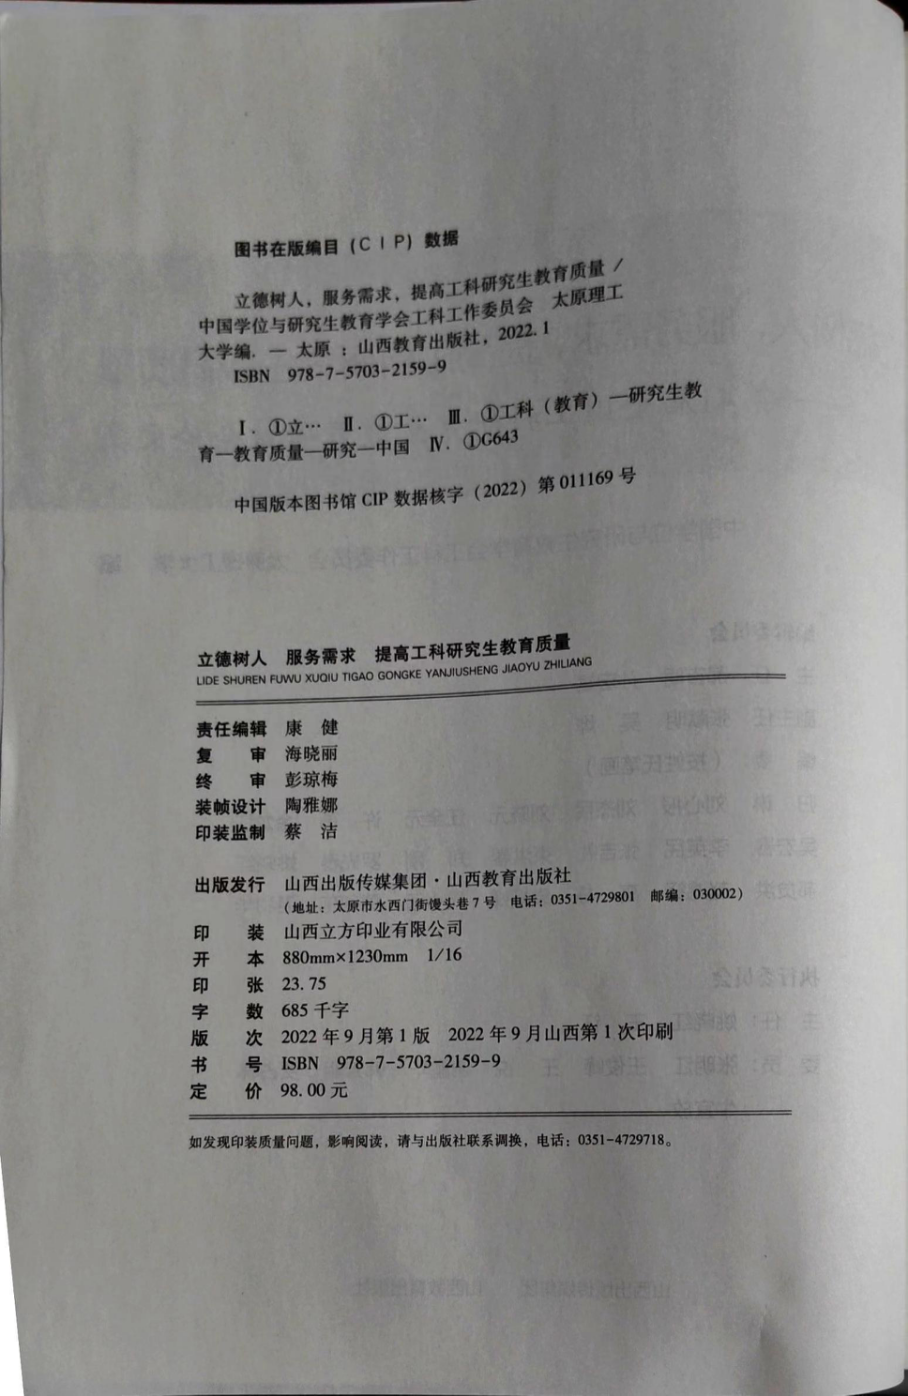 图书在版编目（CIP）数据
立德树人，服务需求，提高工科研究生教育质量 /
中国学位与研究生教育学会工科工作委员会　太原理工
大学编. — 太原：山西教育出版社，2022.1
ISBN 978-7-5703-2159-9
Ⅰ. ①立… Ⅱ. ①工… Ⅲ. ①工科（教育）—研究生教
育—教育质量—研究—中国 Ⅳ. ①G643
中国版本图书馆 CIP 数据核字（2022）第 011169 号
立德树人　服务需求　提高工科研究生教育质量
LIDE SHUREN FUWU XUQIU TIGAO GONGKE YANJIUSHENG JIAOYU ZHILIANG
责任编辑　康　健
复　　审　海晓丽
终　　审　彭琼梅
装帧设计　陶雅娜
印装监制　蔡　洁
出版发行　山西出版传媒集团·山西教育出版社
（地址：太原市水西门街馒头巷 7 号　电话：0351-4729801　邮编：030002）
印　　装　山西立方印业有限公司
开　　本　880mm×1230mm　1/16
印　　张　23.75
字　　数　685 千字
版　　次　2022 年 9 月第 1 版　2022 年 9 月山西第 1 次印刷
书　　号　ISBN 978-7-5703-2159-9
定　　价　98.00 元
如发现印装质量问题，影响阅读，请与出版社联系调换，电话：0351-4729718。